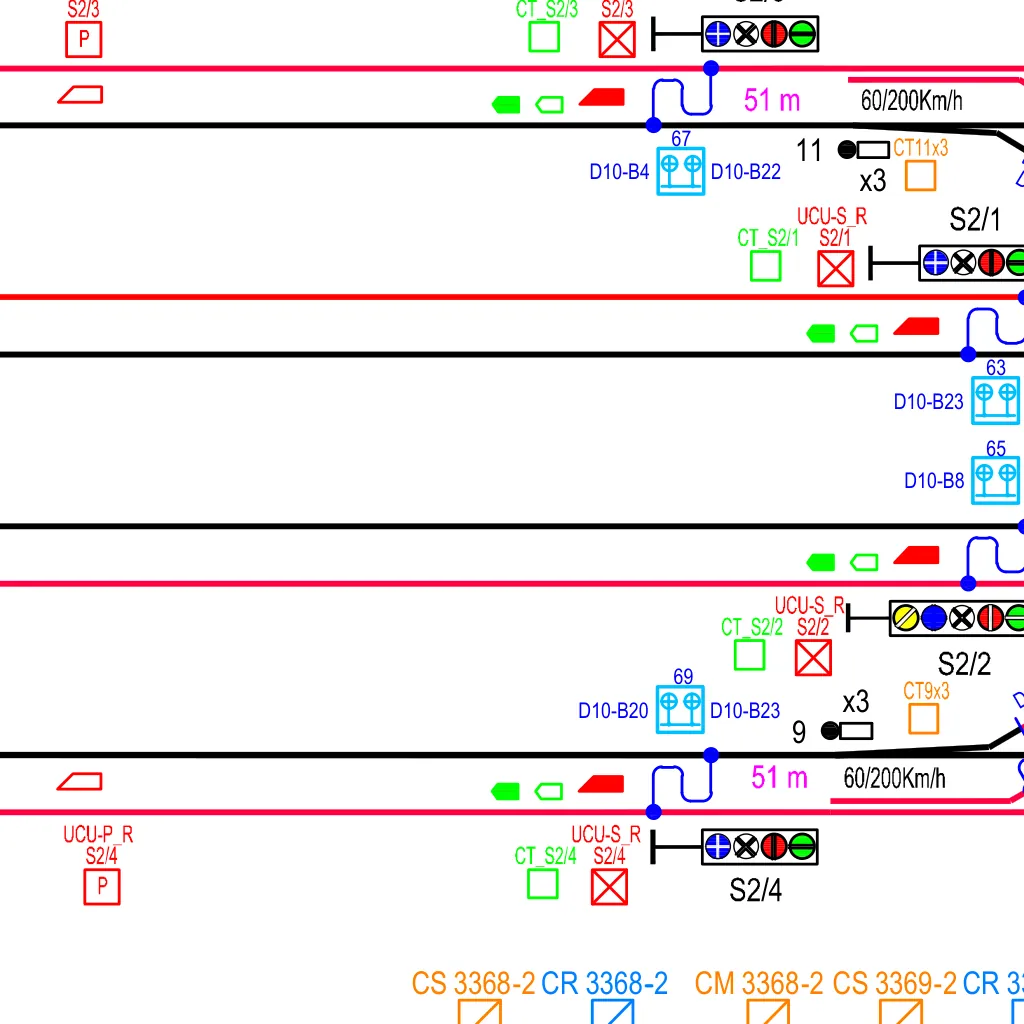 S2/3
P
CT_S2/3
S2/3
51 m
60/200Km/h
67
D10-B4
D10-B22
11
x3
CT11x3
S2/1
UCU-S_R
S2/1
CT_S2/1
63
D10-B23
65
D10-B8
UCU-S_R
S2/2
CT_S2/2
S2/2
69
D10-B20
D10-B23
x3
9
CT9x3
51 m
60/200Km/h
UCU-P_R
S2/4
P
CT_S2/4
UCU-S_R
S2/4
S2/4
CS 3368-2
CR 3368-2
CM 3368-2
CS 3369-2